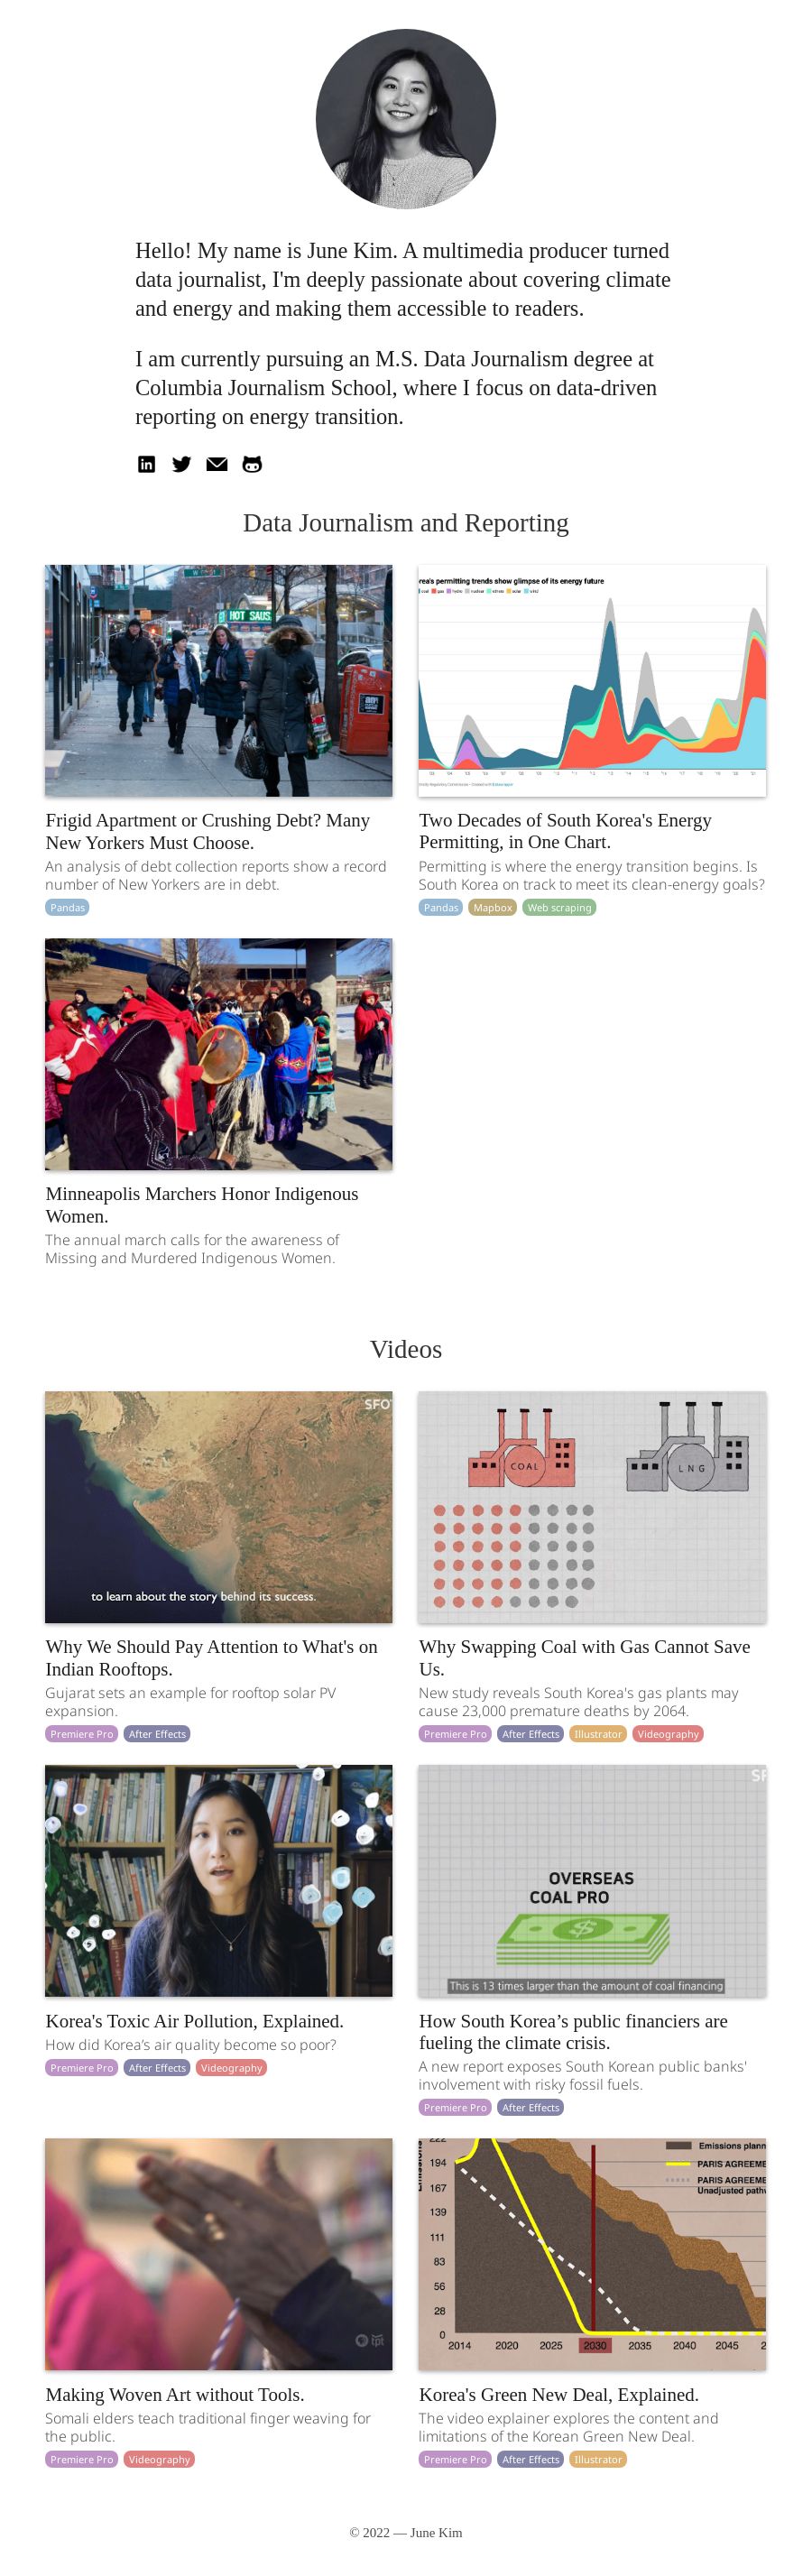 Hello! My name is June Kim. A multimedia producer turned
data journalist, I'm deeply passionate about covering climate
and energy and making them accessible to readers.
I am currently pursuing an M.S. Data Journalism degree at
Columbia Journalism School, where I focus on data-driven
reporting on energy transition.
in
Data Journalism and Reporting
HOT SAUS
rea's permitting trends show glimpse of its energy future
coal gas hydro nuclear others solar wind
Frigid Apartment or Crushing Debt? Many
New Yorkers Must Choose.
An analysis of debt collection reports show a record
number of New Yorkers are in debt.
Pandas
Two Decades of South Korea's Energy
Permitting, in One Chart.
Permitting is where the energy transition begins. Is
South Korea on track to meet its clean-energy goals?
Pandas Mapbox Web scraping
Minneapolis Marchers Honor Indigenous
Women.
The annual march calls for the awareness of
Missing and Murdered Indigenous Women.
Videos
SFO
to learn about the story behind its success.
COAL
LNG
Why We Should Pay Attention to What's on
Indian Rooftops.
Gujarat sets an example for rooftop solar PV
expansion.
Premiere Pro After Effects
Why Swapping Coal with Gas Cannot Save
Us.
New study reveals South Korea's gas plants may
cause 23,000 premature deaths by 2064.
Premiere Pro After Effects Illustrator Videography
OVERSEAS
COAL PRO
$
This is 13 times larger than the amount of coal financing
Korea's Toxic Air Pollution, Explained.
How did Korea’s air quality become so poor?
Premiere Pro After Effects Videography
How South Korea’s public financiers are
fueling the climate crisis.
A new report exposes South Korean public banks'
involvement with risky fossil fuels.
Premiere Pro After Effects
tpt
222
194
167
139
111
83
56
28
0
2014 2020 2025 2030 2035 2040 2045 2
Emissions
Emissions plann
PARIS AGREEME
PARIS AGREEME
Unadjusted pathw
Making Woven Art without Tools.
Somali elders teach traditional finger weaving for
the public.
Premiere Pro Videography
Korea's Green New Deal, Explained.
The video explainer explores the content and
limitations of the Korean Green New Deal.
Premiere Pro After Effects Illustrator
© 2022 — June Kim